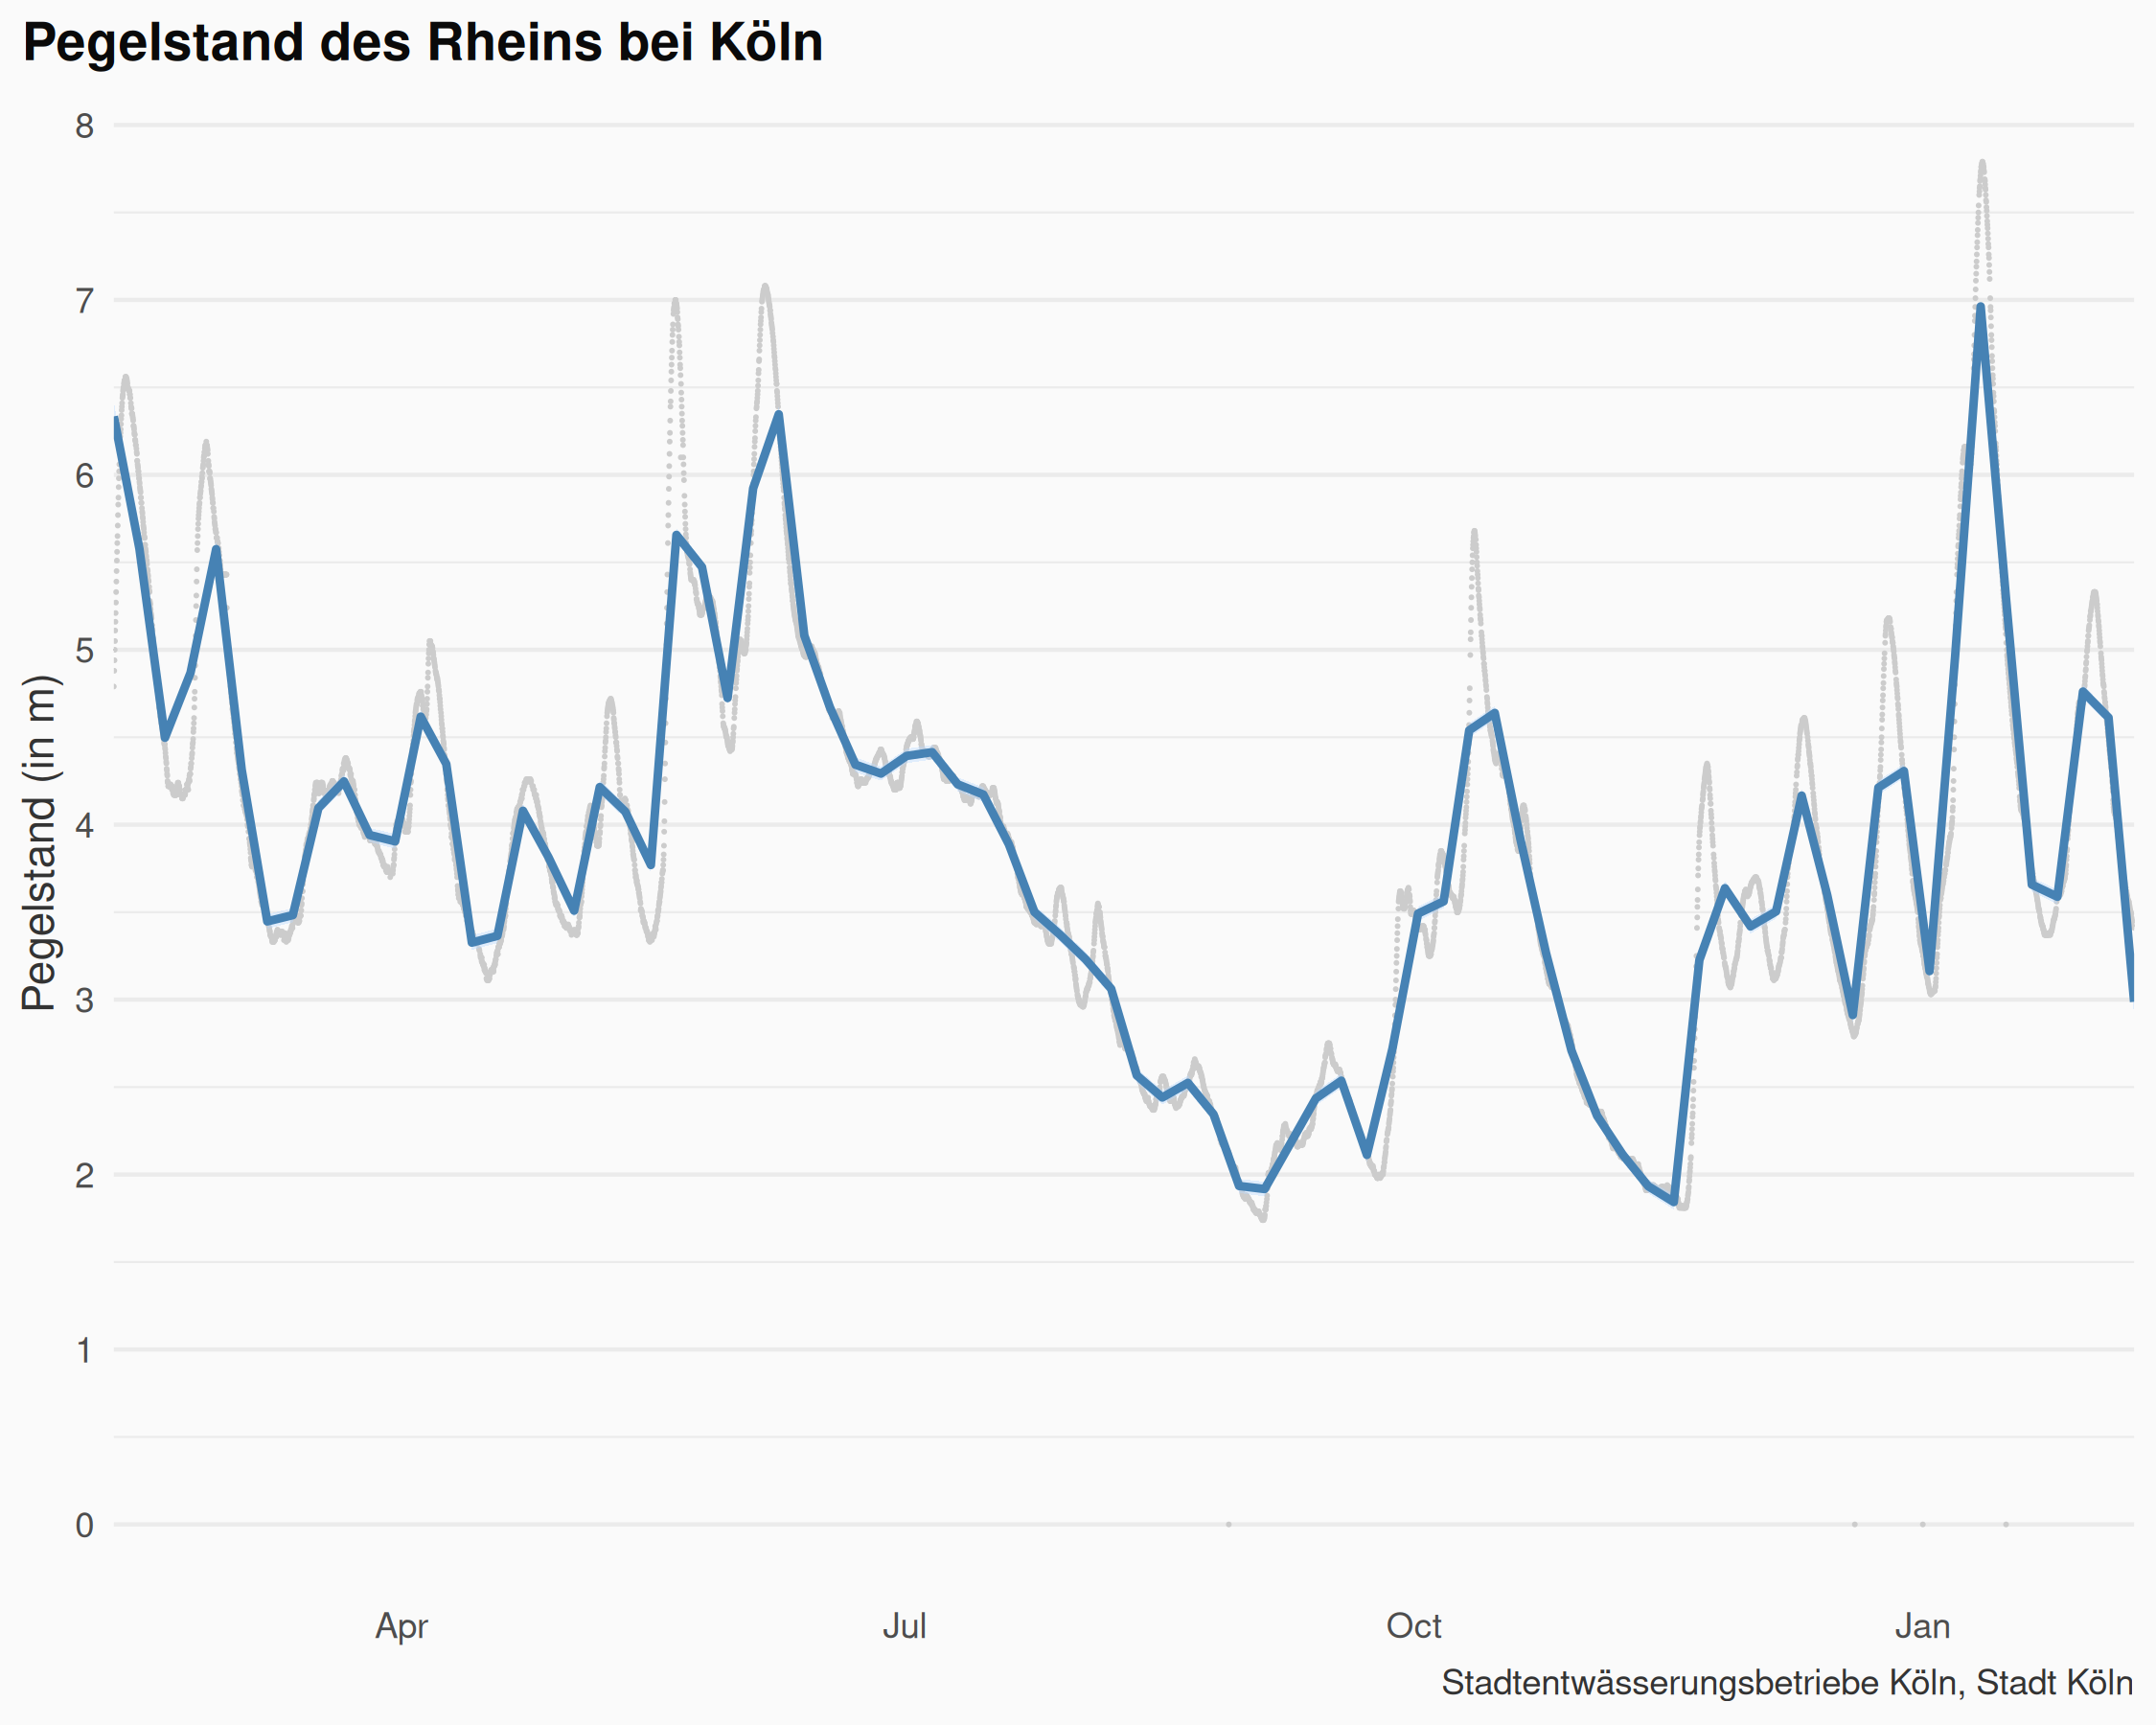 Pegelstand des Rheins bei Köln
Pegelstand (in m)
8
7
6
5
4
3
2
1
0
Apr Jul Oct Jan
Stadtentwässerungsbetriebe Köln, Stadt Köln